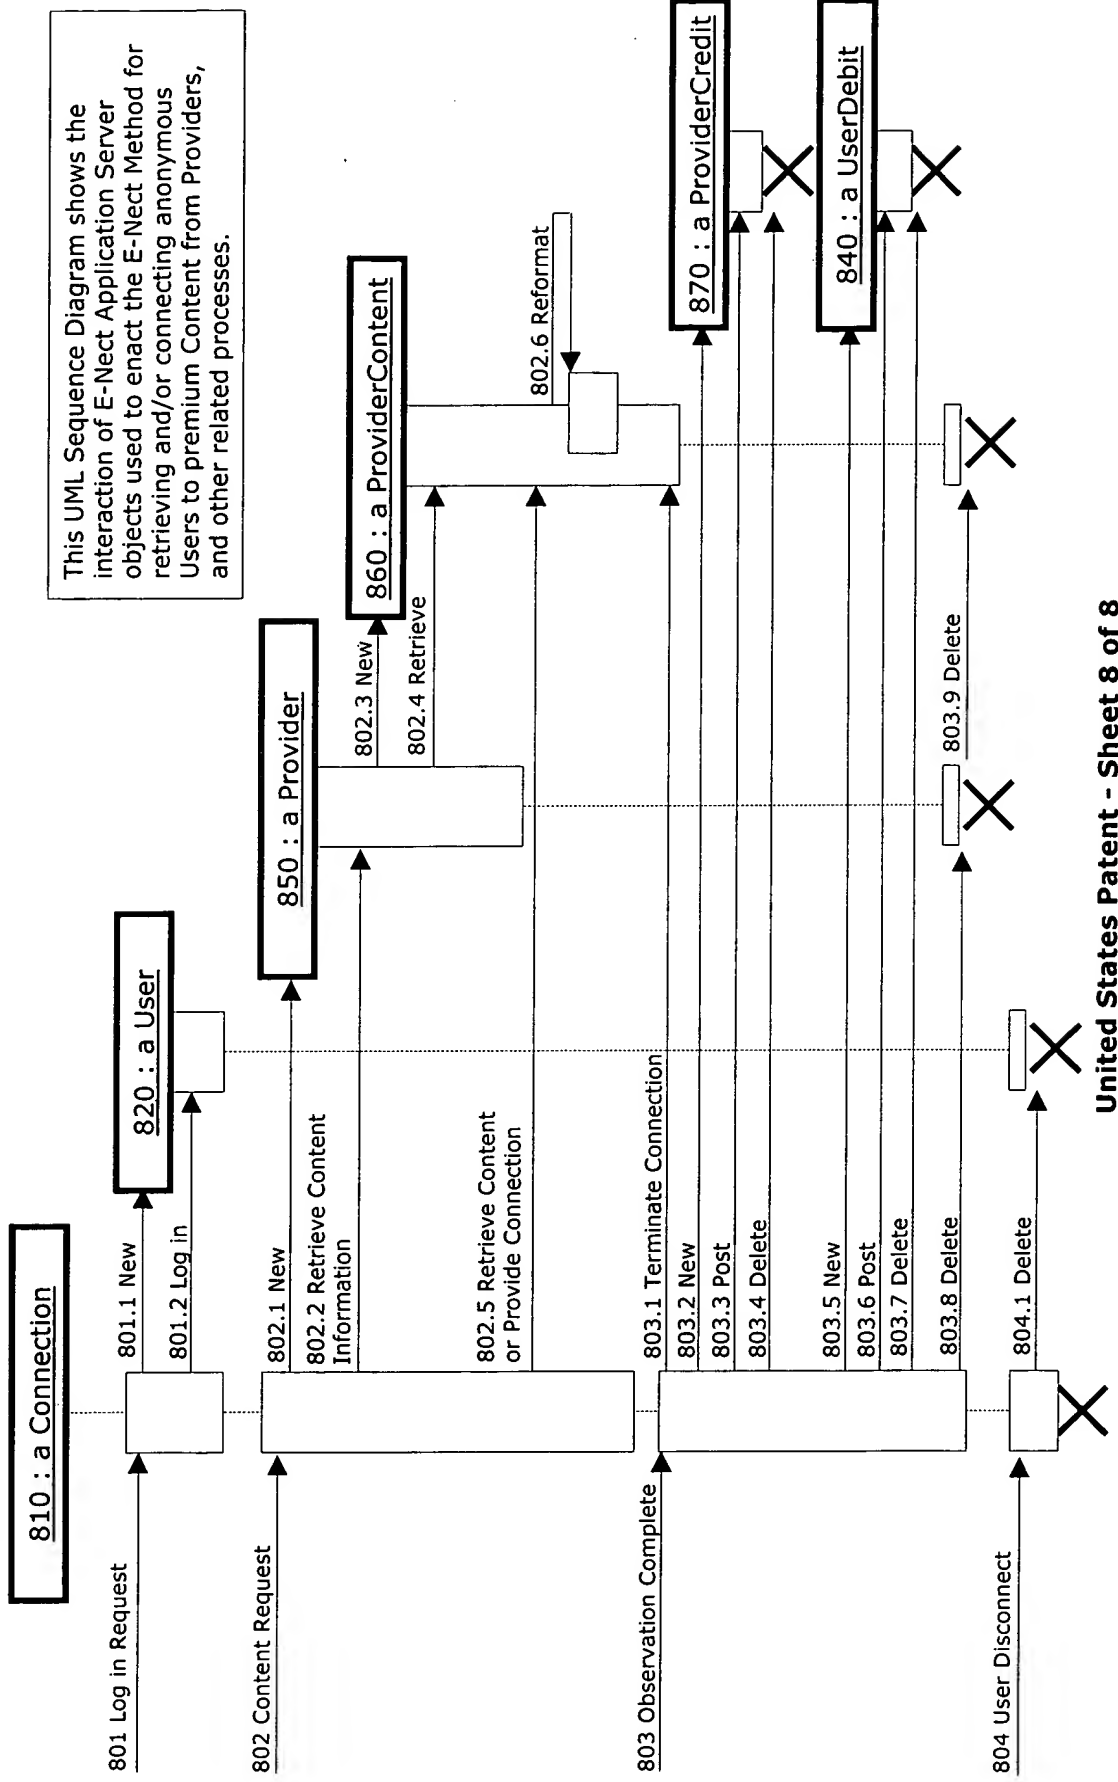 This UML Sequence Diagram shows the
interaction of E-Nect Application Server
objects used to enact the E-Nect Method for
retrieving and/or connecting anonymous
Users to premium Content from Providers,
and other related processes.
810 : a Connection
820 : a User
850 : a Provider
860 : a ProviderContent
870 : a ProviderCredit
840 : a UserDebit
801 Log in Request
801.1 New
801.2 Log in
802 Content Request
802.1 New
802.2 Retrieve Content
Information
802.3 New
802.4 Retrieve
802.5 Retrieve Content
or Provide Connection
802.6 Reformat
803 Observation Complete
803.1 Terminate Connection
803.2 New
803.3 Post
803.4 Delete
803.5 New
803.6 Post
803.7 Delete
803.8 Delete
803.9 Delete
804 User Disconnect
804.1 Delete
United States Patent - Sheet 8 of 8